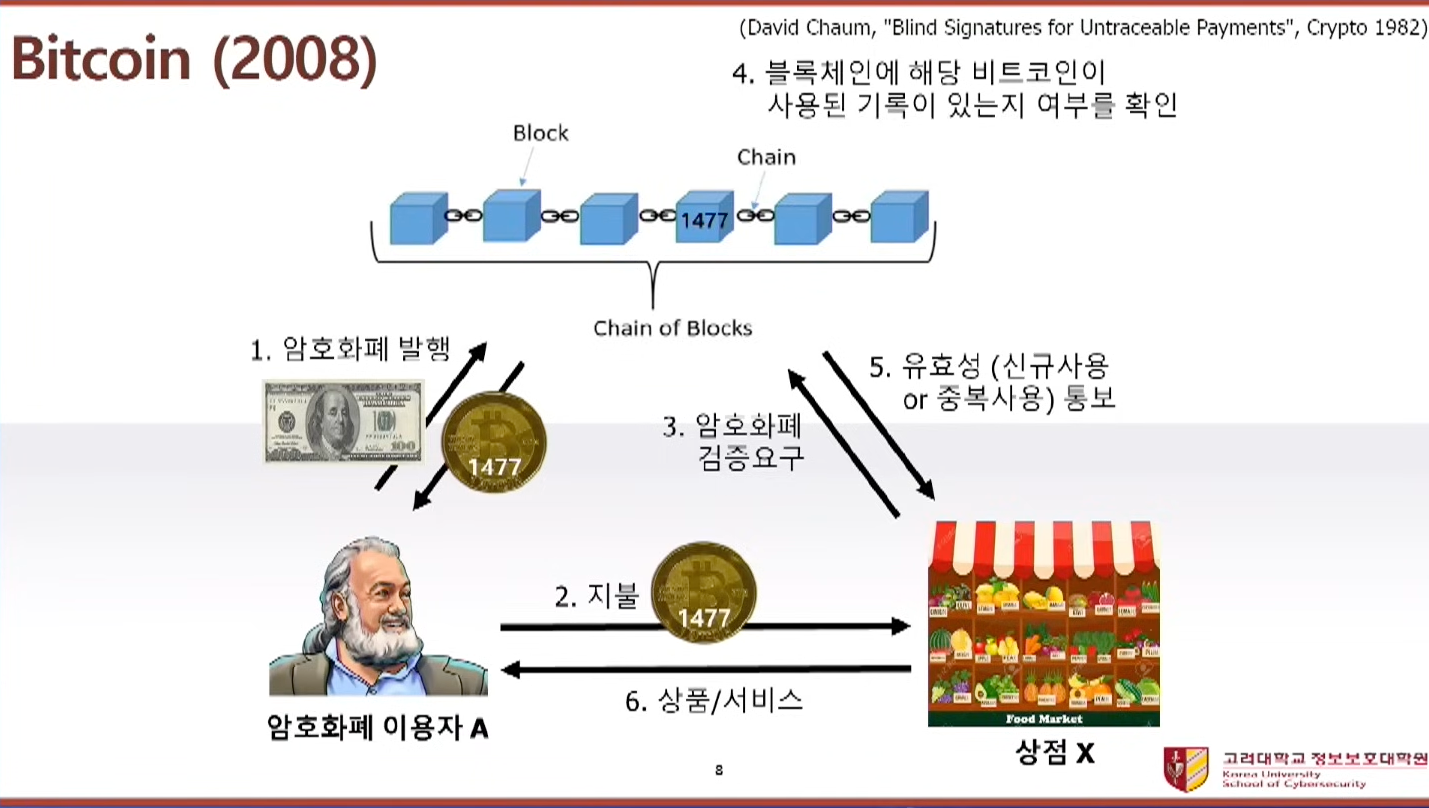 (David Chaum, "Blind Signatures for Untraceable Payments", Crypto 1982)
Bitcoin (2008)
4. 블록체인에 해당 비트코인이
사용된 기록이 있는지 여부를 확인
Block
Chain
1477
Chain of Blocks
1. 암호화폐 발행
100
1477
3. 암호화폐
검증요구
5. 유효성 (신규사용
or 중복사용) 통보
2. 지불
1477
6. 상품/서비스
암호화폐 이용자 A
Food Market
상점 X
8
고려대학교 정보보호대학원
Korea University
School of Cybersecurity